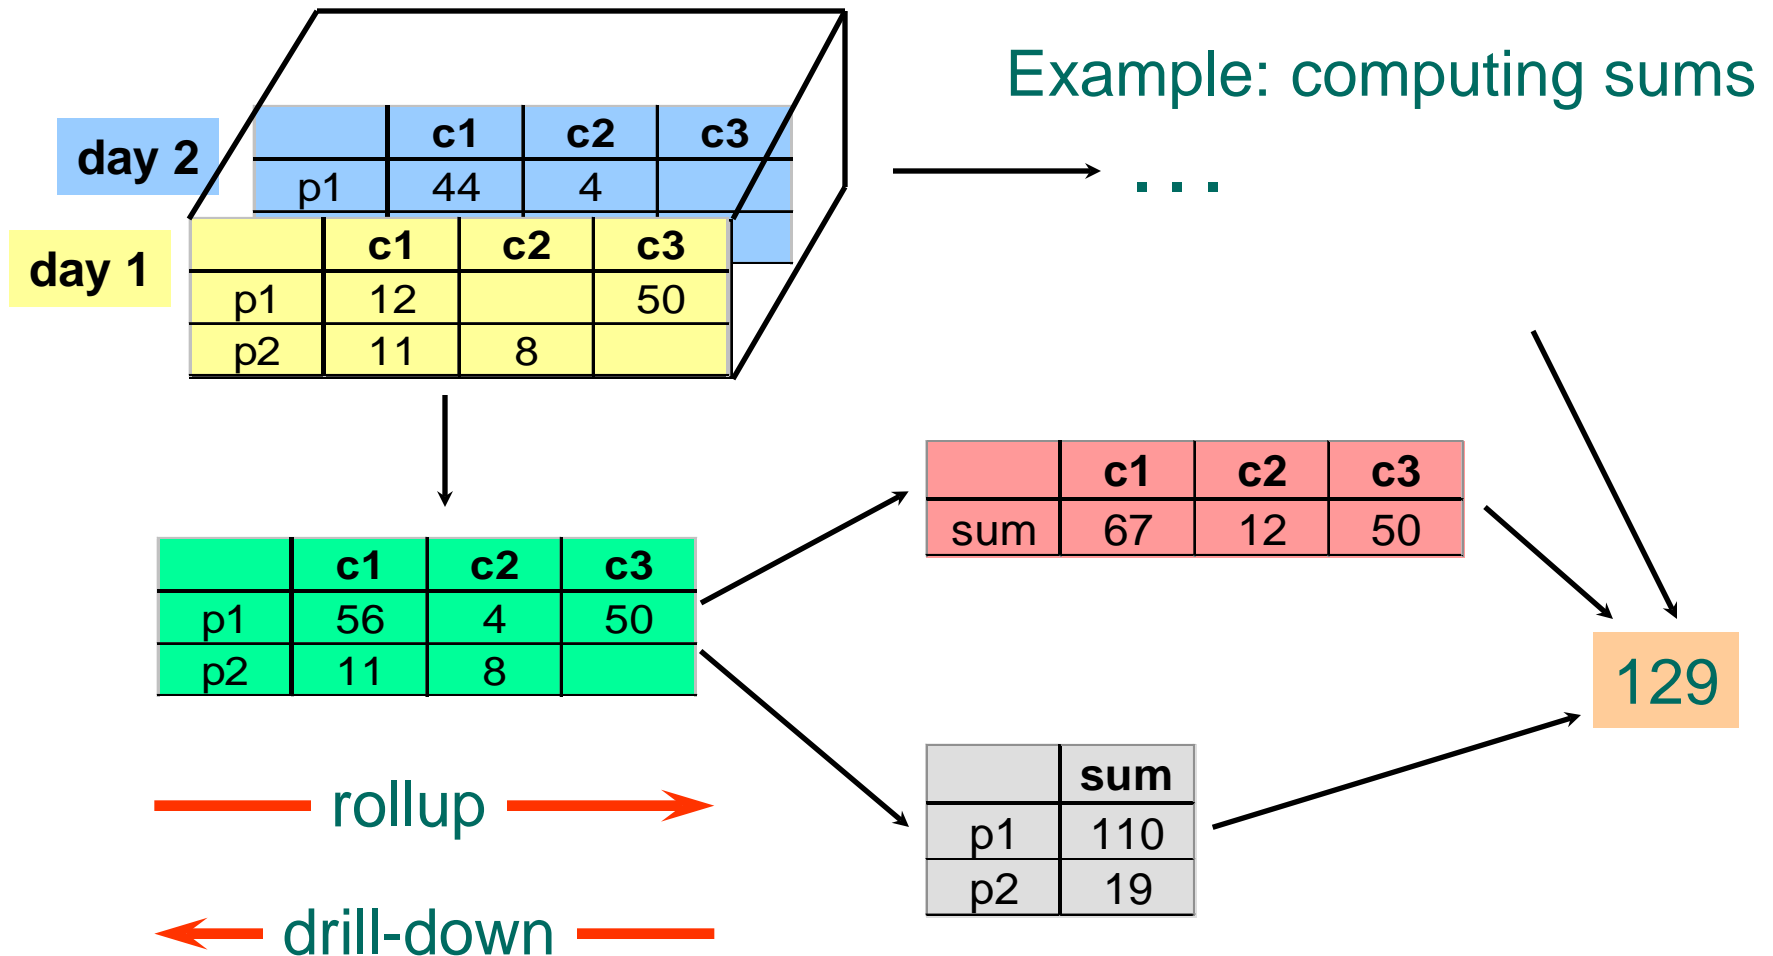 Example: computing sums
day 2
c1 c2 c3
p1 44 4
. . .
day 1
c1 c2 c3
p1 12 50
p2 11 8
c1 c2 c3
sum 67 12 50
c1 c2 c3
p1 56 4 50
p2 11 8
129
sum
p1 110
p2 19
rollup
drill-down